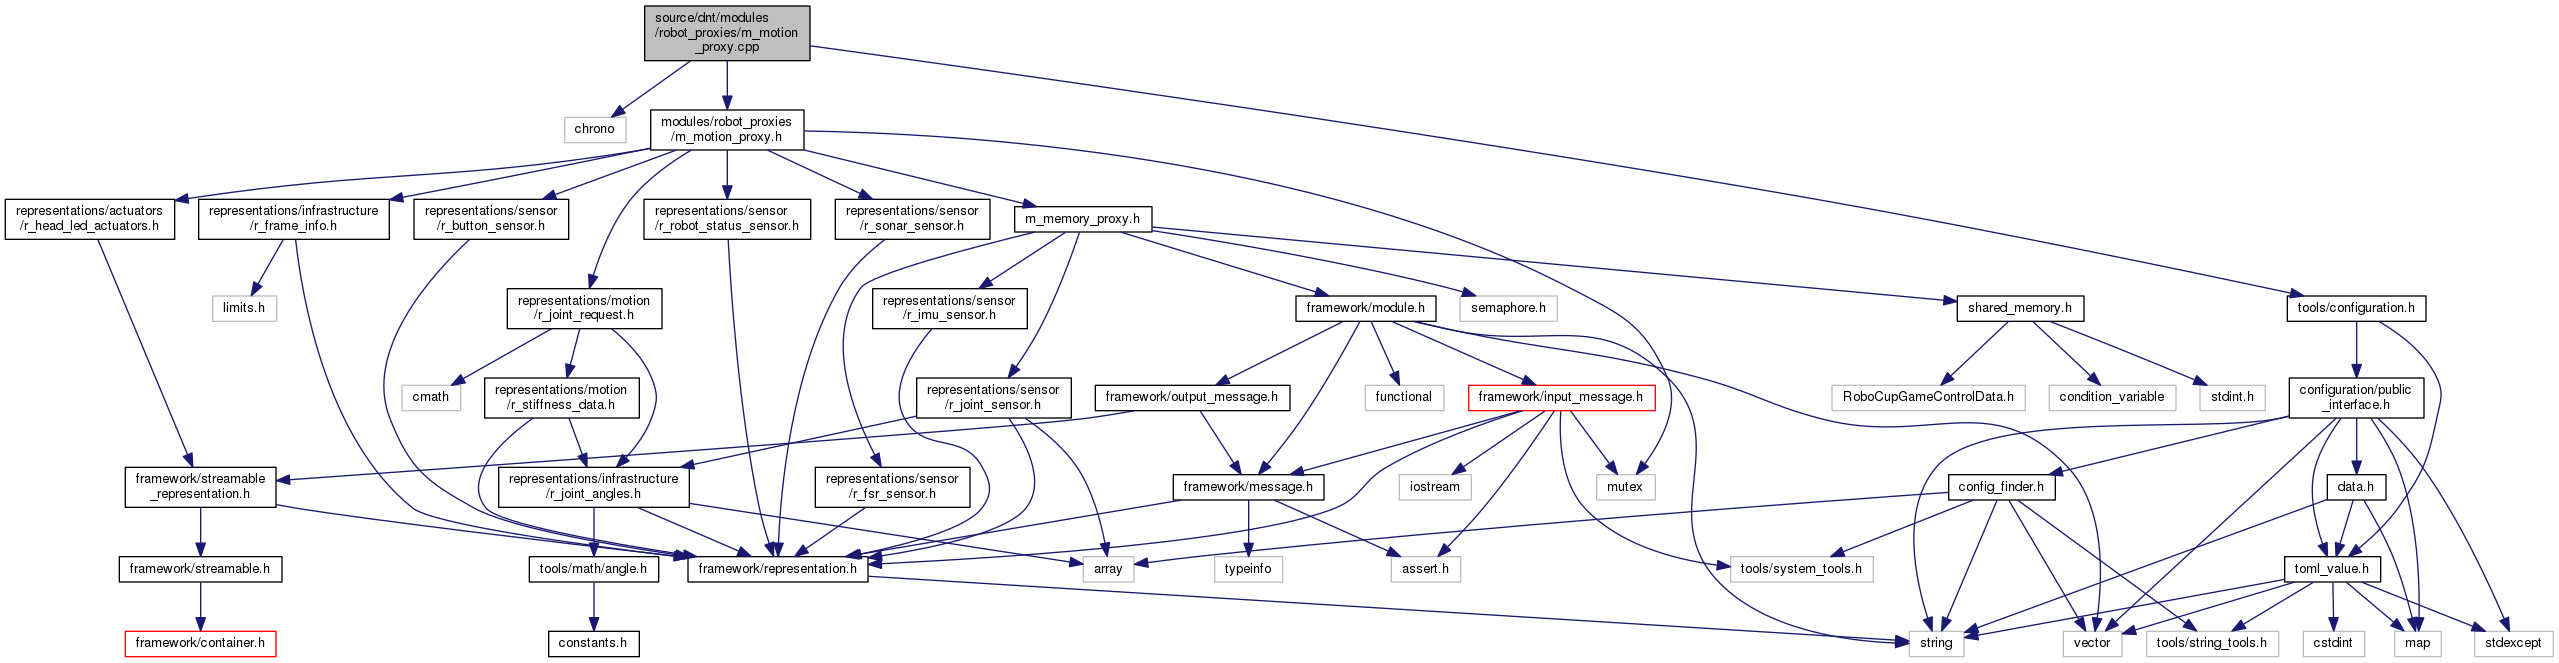 source/dnt/modules
/robot_proxies/m_motion
_proxy.cpp
chrono
modules/robot_proxies
/m_motion_proxy.h
representations/actuators
/r_head_led_actuators.h
representations/infrastructure
/r_frame_info.h
representations/sensor
/r_button_sensor.h
representations/sensor
/r_robot_status_sensor.h
representations/sensor
/r_sonar_sensor.h
m_memory_proxy.h
limits.h
representations/motion
/r_joint_request.h
representations/sensor
/r_imu_sensor.h
framework/module.h
semaphore.h
shared_memory.h
tools/configuration.h
cmath
representations/motion
/r_stiffness_data.h
representations/sensor
/r_joint_sensor.h
framework/output_message.h
functional
framework/input_message.h
RoboCupGameControlData.h
condition_variable
stdint.h
configuration/public
_interface.h
framework/streamable
_representation.h
representations/infrastructure
/r_joint_angles.h
representations/sensor
/r_fsr_sensor.h
framework/message.h
iostream
mutex
config_finder.h
data.h
framework/streamable.h
tools/math/angle.h
framework/representation.h
array
typeinfo
assert.h
tools/system_tools.h
toml_value.h
framework/container.h
constants.h
string
vector
tools/string_tools.h
cstdint
map
stdexcept